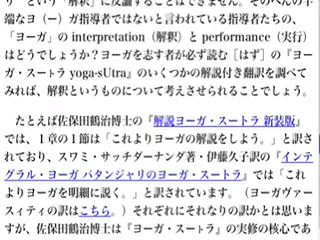 り」という「解釈」に反論することはできません。そのへんの半
端なヨ（ー）ガ指導者ではないと言われている指導者たちの、
「ヨーガ」の interpretation（解釈）と performance（実行）
はどうでしょうか？ヨーガを志す者が必ず読む［はず］の『ヨー
ガ・スートラ yoga-sUtra』のいくつかの解説付き翻訳を調べて
みれば、解釈というものについて考えさせられることでしょう。
たとえば佐保田鶴治博士の『解説ヨーガ・スートラ 新装版』
では、１章の１節は「これよりヨーガの解説をしよう。」と訳さ
れており、スワミ・サッチダーナンダ著・伊藤久子訳の『インテ
グラル・ヨーガ パタンジャリのヨーガ・スートラ』では「これ
よりヨーガを明細に説く。」と訳されています。（ヨーガヴァー
スィティの訳はこちら。）それぞれにそれなりの訳かとは思いま
すが、佐保田鶴治博士は『ヨーガ・スートラ』の実修の核心であ